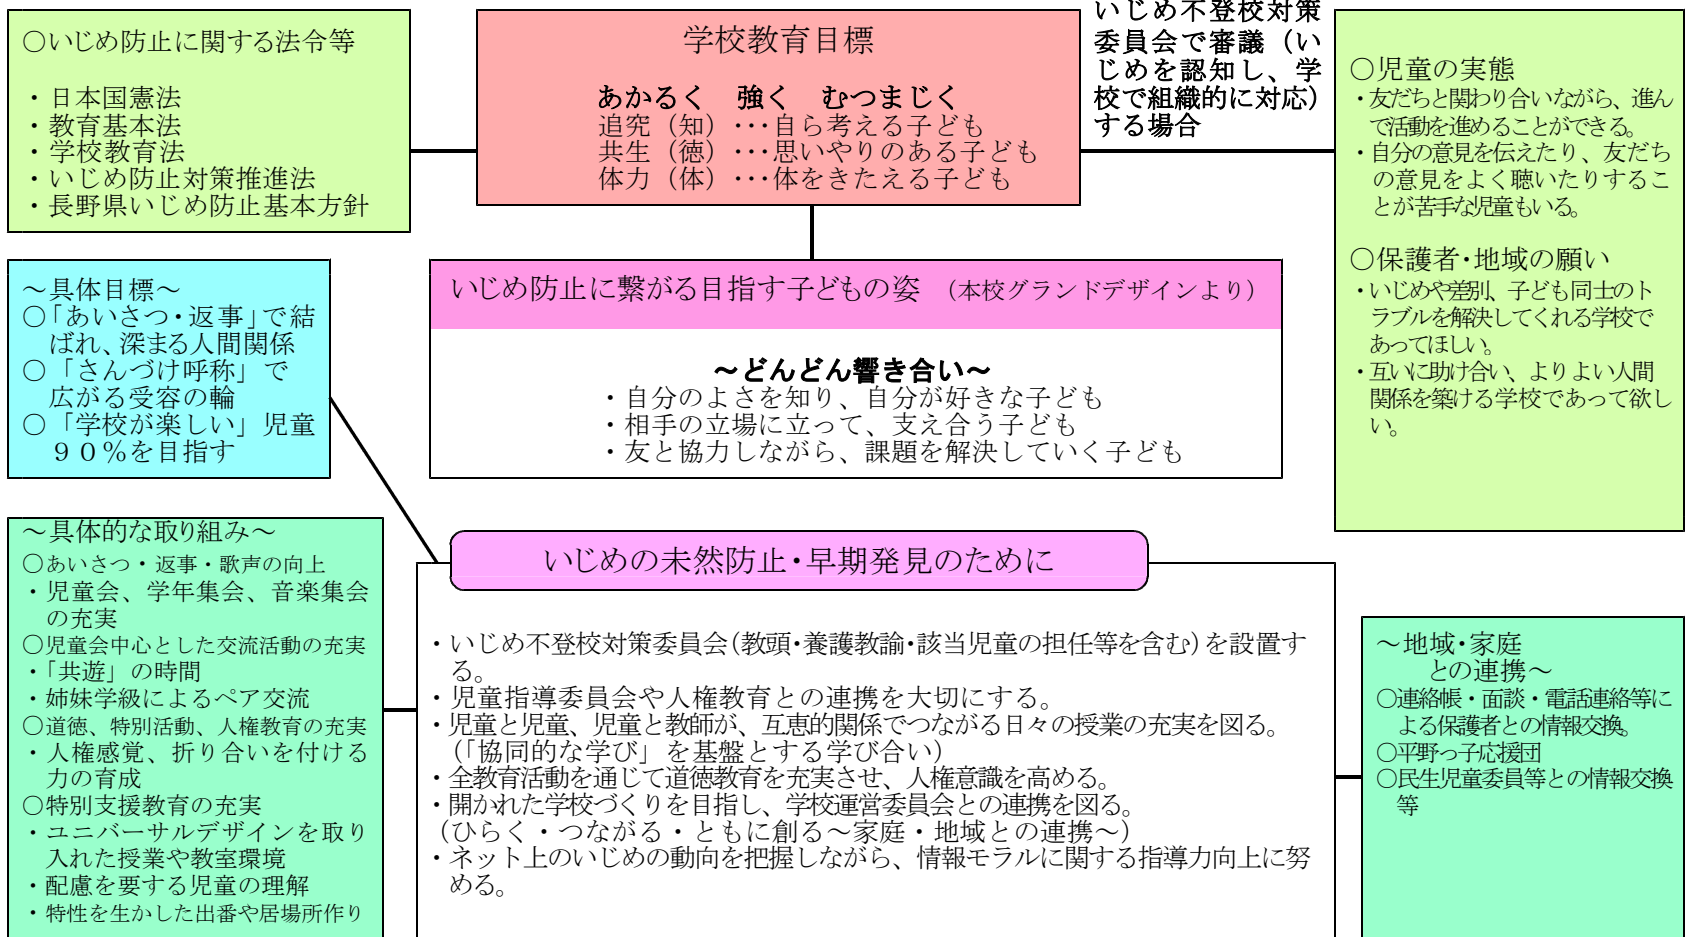 ○いじめ防止に関する法令等
・日本国憲法
・教育基本法
・学校教育法
・いじめ防止対策推進法
・長野県いじめ防止基本方針
学校教育目標
あかるく　強く　むつまじく
追究（知）…自ら考える子ども
共生（徳）…思いやりのある子ども
体力（体）…体をきたえる子ども
いじめ不登校対策
委員会で審議（い
じめを認知し、学
校で組織的に対応）
する場合
○児童の実態
・友だちと関わり合いながら、進ん
で活動を進めることができる。
・自分の意見を伝えたり、友だち
の意見をよく聴いたりするこ
とが苦手な児童もいる。
○保護者・地域の願い
・いじめや差別、子ども同士のト
ラブルを解決してくれる学校で
あってほしい。
・互いに助け合い、よりよい人間
関係を築ける学校であって欲し
い。
～具体目標～
○「あいさつ・返事」で結
ばれ、深まる人間関係
○「さんづけ呼称」で
広がる受容の輪
○「学校が楽しい」児童
９０％を目指す
いじめ防止に繋がる目指す子どもの姿　（本校グランドデザインより）
～どんどん響き合い～
・自分のよさを知り、自分が好きな子ども
・相手の立場に立って、支え合う子ども
・友と協力しながら、課題を解決していく子ども
～具体的な取り組み～
○あいさつ・返事・歌声の向上
・児童会、学年集会、音楽集会
の充実
○児童会中心とした交流活動の充実
・「共遊」の時間
・姉妹学級によるペア交流
○道徳、特別活動、人権教育の充実
・人権感覚、折り合いを付ける
力の育成
○特別支援教育の充実
・ユニバーサルデザインを取り
入れた授業や教室環境
・配慮を要する児童の理解
・特性を生かした出番や居場所作り
いじめの未然防止・早期発見のために
・いじめ不登校対策委員会（教頭・養護教諭・該当児童の担任等を含む）を設置す
る。
・児童指導委員会や人権教育との連携を大切にする。
・児童と児童、児童と教師が、互恵的関係でつながる日々の授業の充実を図る。
（「協同的な学び」を基盤とする学び合い）
・全教育活動を通じて道徳教育を充実させ、人権意識を高める。
・開かれた学校づくりを目指し、学校運営委員会との連携を図る。
（ひらく・つながる・ともに創る～家庭・地域との連携～）
・ネット上のいじめの動向を把握しながら、情報モラルに関する指導力向上に努
める。
～地域・家庭
との連携～
○連絡帳・面談・電話連絡等に
よる保護者との情報交換。
○平野っ子応援団
○民生児童委員等との情報交換
等